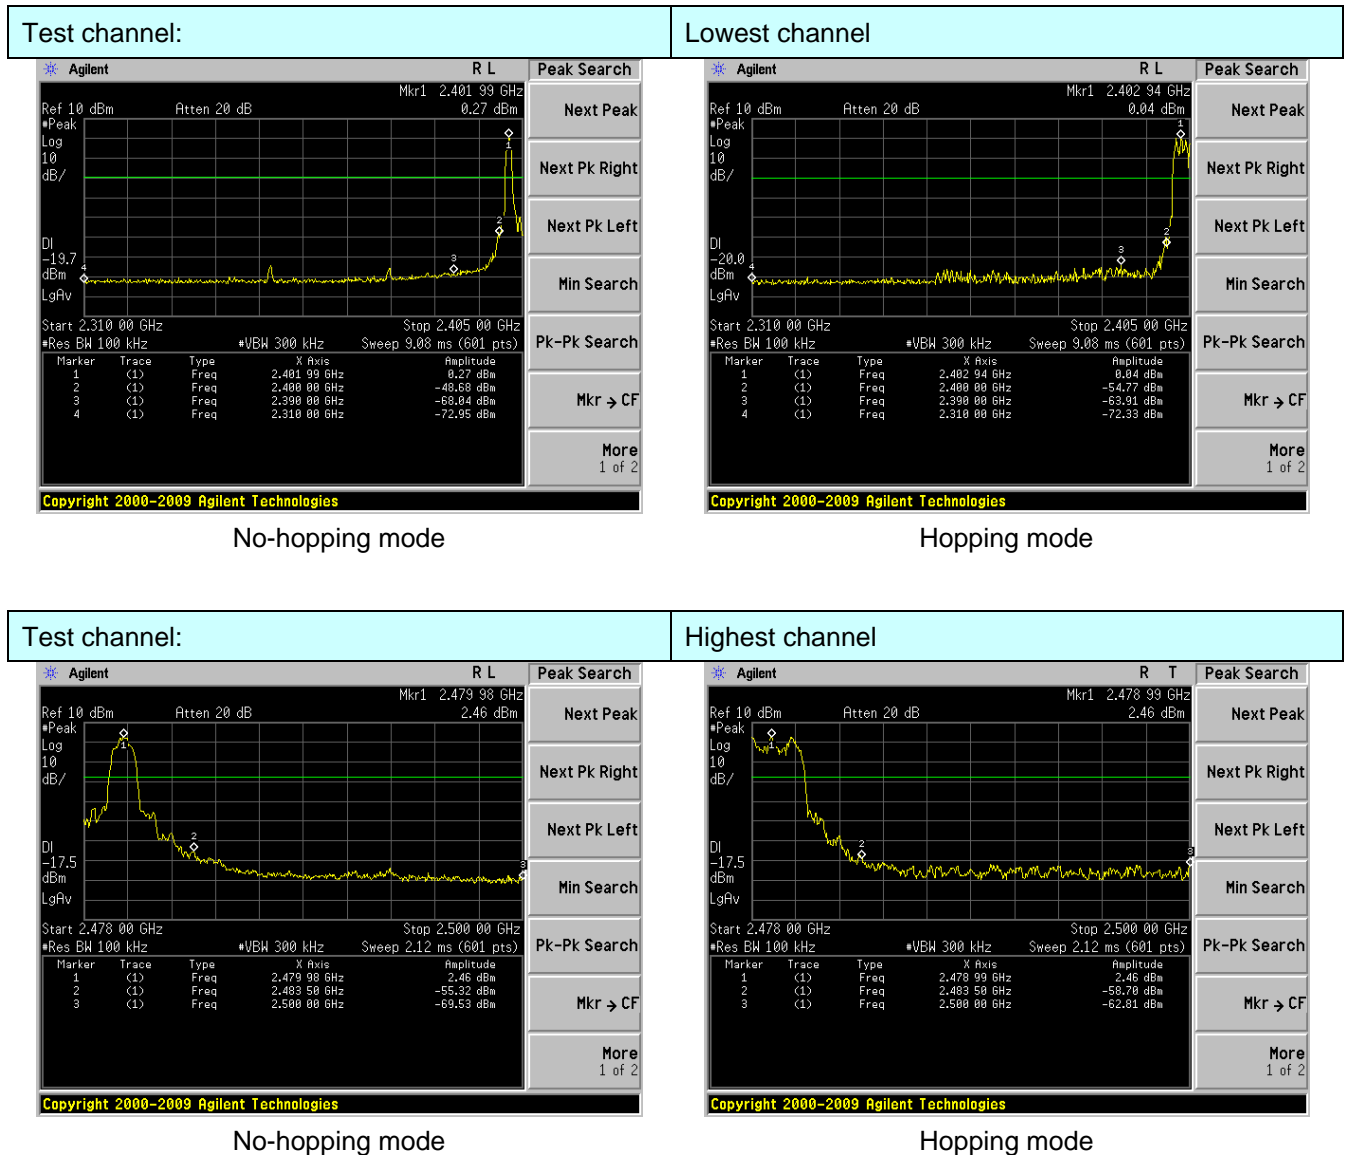 Test channel:
Lowest channel
Agilent
R L
Peak Search
Mkr1 2.401 99 GHz
Ref 10 dBm Atten 20 dB 0.27 dBm
#Peak
Log
10
dB/
DI
-19.7
dBm
LgAv
1
2
3
4
Start 2.310 00 GHz Stop 2.405 00 GHz
#Res BW 100 kHz #VBW 300 kHz Sweep 9.08 ms (601 pts)
Marker Trace Type X Axis Amplitude
1 (1) Freq 2.401 99 GHz 0.27 dBm
2 (1) Freq 2.400 00 GHz -48.68 dBm
3 (1) Freq 2.390 00 GHz -68.04 dBm
4 (1) Freq 2.310 00 GHz -72.95 dBm
Next Peak
Next Pk Right
Next Pk Left
Min Search
Pk-Pk Search
Mkr → CF
More
1 of 2
Copyright 2000-2009 Agilent Technologies
No-hopping mode
Agilent
R L
Peak Search
Mkr1 2.402 94 GHz
Ref 10 dBm Atten 20 dB 0.04 dBm
#Peak
Log
10
dB/
DI
-20.0
dBm
LgAv
1
2
3
4
Start 2.310 00 GHz Stop 2.405 00 GHz
#Res BW 100 kHz #VBW 300 kHz Sweep 9.08 ms (601 pts)
Marker Trace Type X Axis Amplitude
1 (1) Freq 2.402 94 GHz 0.04 dBm
2 (1) Freq 2.400 00 GHz -54.77 dBm
3 (1) Freq 2.390 00 GHz -63.91 dBm
4 (1) Freq 2.310 00 GHz -72.33 dBm
Next Peak
Next Pk Right
Next Pk Left
Min Search
Pk-Pk Search
Mkr → CF
More
1 of 2
Copyright 2000-2009 Agilent Technologies
Hopping mode
Test channel:
Highest channel
Agilent
R L
Peak Search
Mkr1 2.479 98 GHz
Ref 10 dBm Atten 20 dB 2.46 dBm
#Peak
Log
10
dB/
DI
-17.5
dBm
LgAv
1
2
3
Start 2.478 00 GHz Stop 2.500 00 GHz
#Res BW 100 kHz #VBW 300 kHz Sweep 2.12 ms (601 pts)
Marker Trace Type X Axis Amplitude
1 (1) Freq 2.479 98 GHz 2.46 dBm
2 (1) Freq 2.483 50 GHz -55.32 dBm
3 (1) Freq 2.500 00 GHz -69.53 dBm
Next Peak
Next Pk Right
Next Pk Left
Min Search
Pk-Pk Search
Mkr → CF
More
1 of 2
Copyright 2000-2009 Agilent Technologies
No-hopping mode
Agilent
R T
Peak Search
Mkr1 2.478 99 GHz
Ref 10 dBm Atten 20 dB 2.46 dBm
#Peak
Log
10
dB/
DI
-17.5
dBm
LgAv
1
2
3
Start 2.478 00 GHz Stop 2.500 00 GHz
#Res BW 100 kHz #VBW 300 kHz Sweep 2.12 ms (601 pts)
Marker Trace Type X Axis Amplitude
1 (1) Freq 2.478 99 GHz 2.46 dBm
2 (1) Freq 2.483 50 GHz -58.70 dBm
3 (1) Freq 2.500 00 GHz -62.81 dBm
Next Peak
Next Pk Right
Next Pk Left
Min Search
Pk-Pk Search
Mkr → CF
More
1 of 2
Copyright 2000-2009 Agilent Technologies
Hopping mode